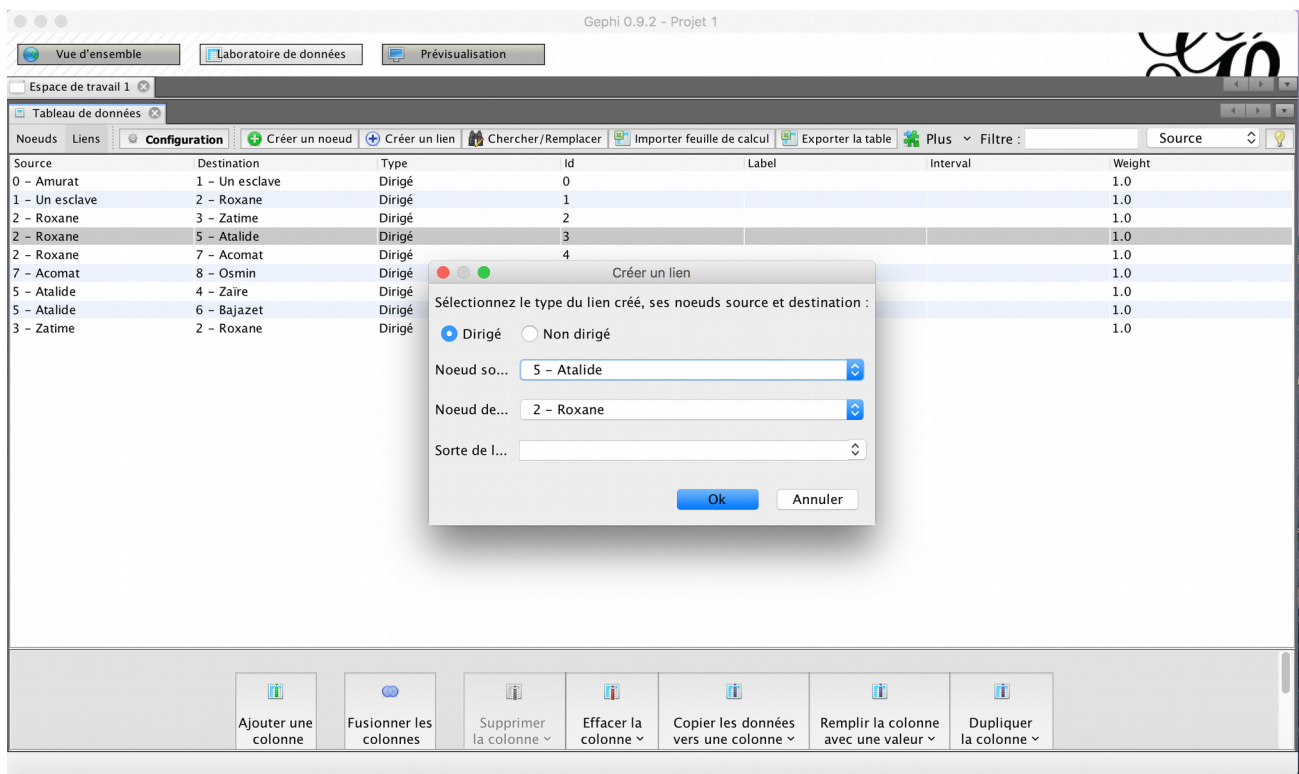 Gephi 0.9.2 - Projet 1
Vue d'ensemble Laboratoire de données Prévisualisation
Espace de travail 1
Tableau de données
Noeuds Liens Configuration Créer un noeud Créer un lien Chercher/Remplacer Importer feuille de calcul Exporter la table Plus Filtre : Source
Source Destination Type Id Label Interval Weight
0 - Amurat 1 - Un esclave Dirigé 0 1.0
1 - Un esclave 2 - Roxane Dirigé 1 1.0
2 - Roxane 3 - Zatime Dirigé 2 1.0
2 - Roxane 5 - Atalide Dirigé 3 1.0
2 - Roxane 7 - Acomat Dirigé 4 1.0
7 - Acomat 8 - Osmin Dirigé 1.0
5 - Atalide 4 - Zaïre Dirigé 1.0
5 - Atalide 6 - Bajazet Dirigé 1.0
3 - Zatime 2 - Roxane Dirigé 1.0
Créer un lien
Sélectionnez le type du lien créé, ses noeuds source et destination :
Dirigé Non dirigé
Noeud so... 5 - Atalide
Noeud de... 2 - Roxane
Sorte de l...
Ok Annuler
Ajouter une colonne
Fusionner les colonnes
Supprimer la colonne
Effacer la colonne
Copier les données vers une colonne
Remplir la colonne avec une valeur
Dupliquer la colonne